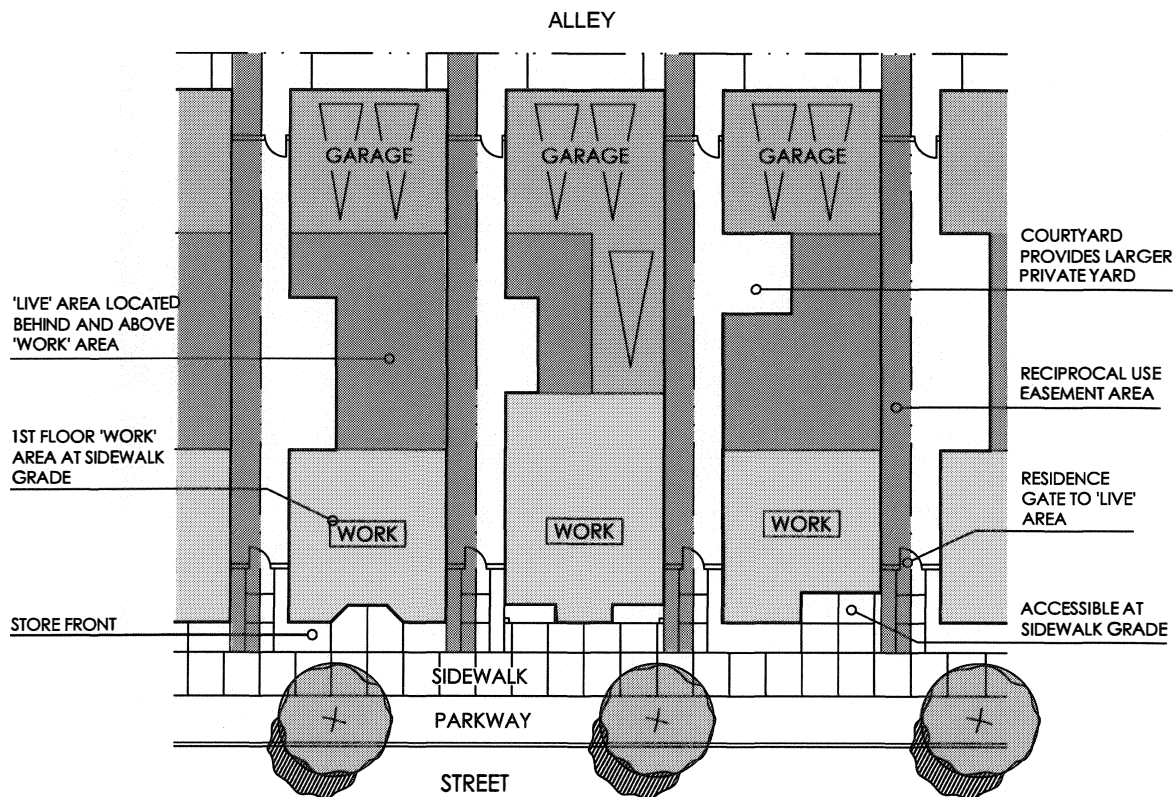 ALLEY
GARAGE
GARAGE
GARAGE
COURTYARD
PROVIDES LARGER
PRIVATE YARD
'LIVE' AREA LOCATED
BEHIND AND ABOVE
'WORK' AREA
RECIPROCAL USE
EASEMENT AREA
1ST FLOOR 'WORK'
AREA AT SIDEWALK
GRADE
RESIDENCE
GATE TO 'LIVE'
AREA
WORK
WORK
WORK
STORE FRONT
ACCESSIBLE AT
SIDEWALK GRADE
SIDEWALK
PARKWAY
STREET